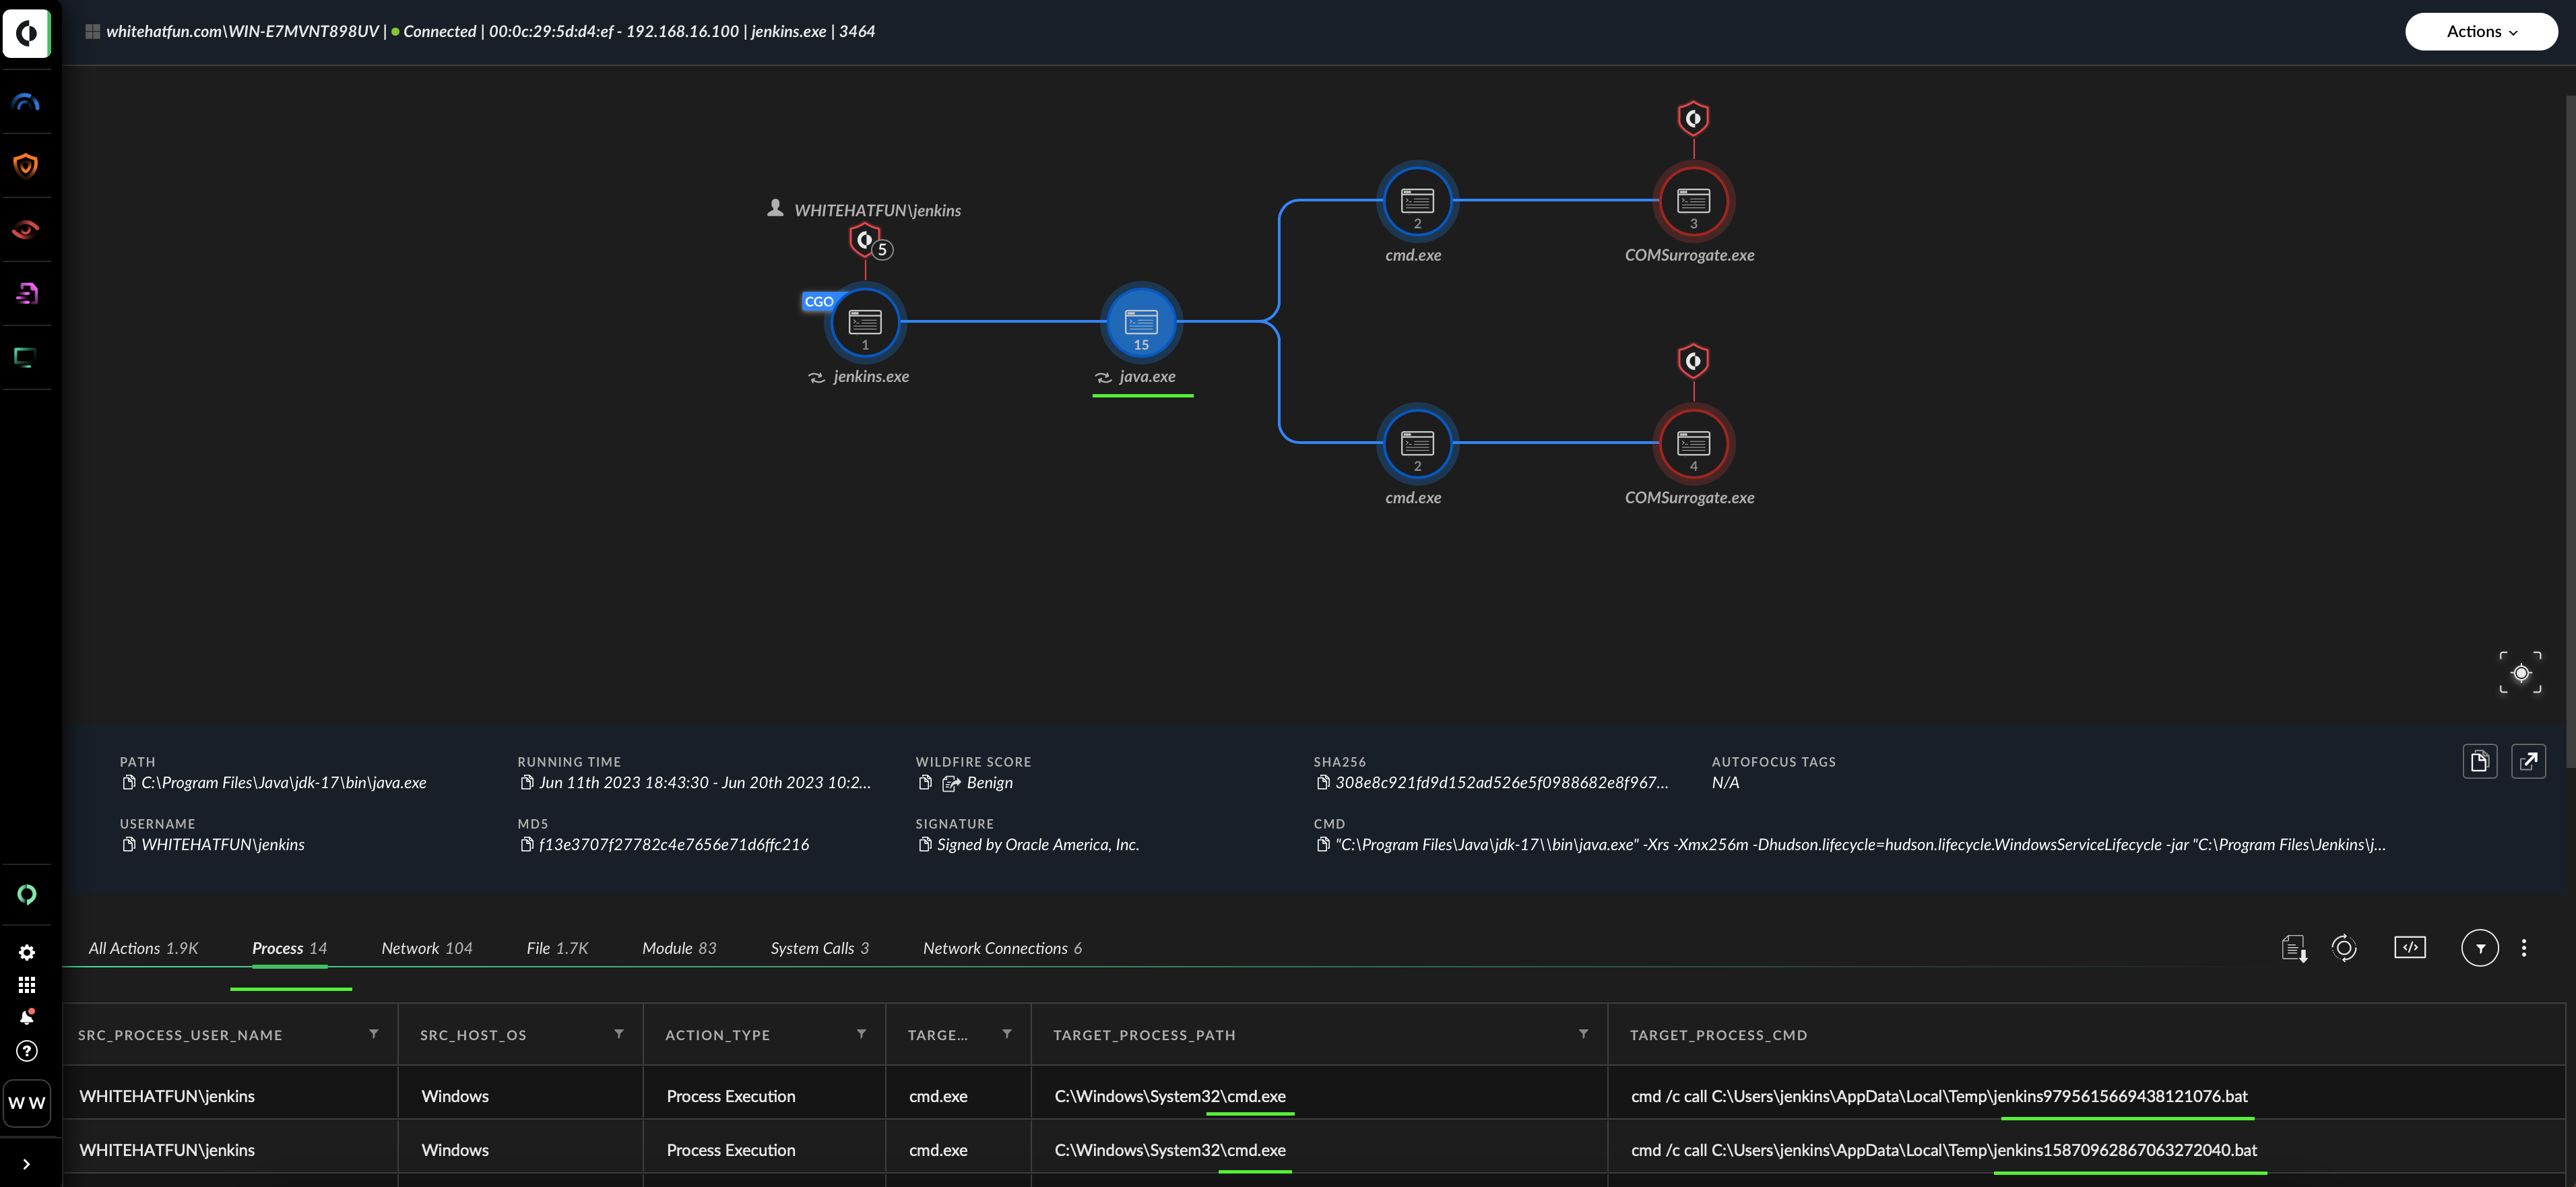 whitehatfun.com\WIN-E7MVNT898UV | Connected | 00:0c:29:5d:d4:ef - 192.168.16.100 | jenkins.exe | 3464
Actions
WHITEHATFUN\jenkins
5
CGO
1
jenkins.exe
15
java.exe
2
cmd.exe
3
COMSurrogate.exe
2
cmd.exe
4
COMSurrogate.exe
PATH
C:\Program Files\Java\jdk-17\bin\java.exe
RUNNING TIME
Jun 11th 2023 18:43:30 - Jun 20th 2023 10:2...
WILDFIRE SCORE
Benign
SHA256
308e8c921fd9d152ad526e5f0988682e8f967...
AUTOFOCUS TAGS
N/A
USERNAME
WHITEHATFUN\jenkins
MD5
f13e3707f27782c4e7656e71d6ffc216
SIGNATURE
Signed by Oracle America, Inc.
CMD
"C:\Program Files\Java\jdk-17\\bin\java.exe" -Xrs -Xmx256m -Dhudson.lifecycle=hudson.lifecycle.WindowsServiceLifecycle -jar "C:\Program Files\Jenkins\j...
All Actions 1.9K Process 14 Network 104 File 1.7K Module 83 System Calls 3 Network Connections 6
SRC_PROCESS_USER_NAME SRC_HOST_OS ACTION_TYPE TARGE... TARGET_PROCESS_PATH TARGET_PROCESS_CMD
WHITEHATFUN\jenkins Windows Process Execution cmd.exe C:\Windows\System32\cmd.exe cmd /c call C:\Users\jenkins\AppData\Local\Temp\jenkins9795615669438121076.bat
WHITEHATFUN\jenkins Windows Process Execution cmd.exe C:\Windows\System32\cmd.exe cmd /c call C:\Users\jenkins\AppData\Local\Temp\jenkins15870962867063272040.bat
W W